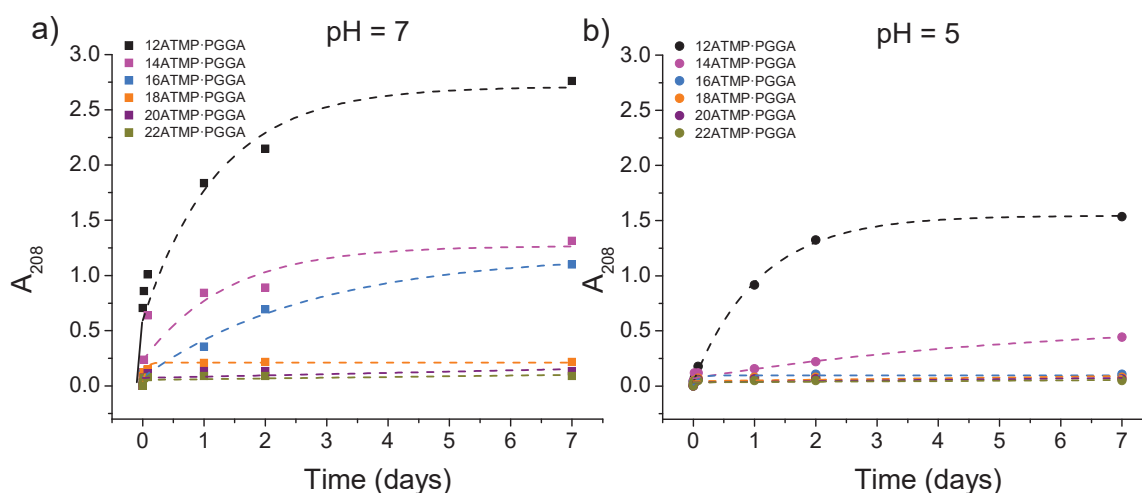 a)
pH = 7
12ATMP·PGGA
14ATMP·PGGA
16ATMP·PGGA
18ATMP·PGGA
20ATMP·PGGA
22ATMP·PGGA
3.0
2.5
2.0
1.5
1.0
0.5
0.0
A208
0 1 2 3 4 5 6 7
Time (days)
b)
pH = 5
12ATMP·PGGA
14ATMP·PGGA
16ATMP·PGGA
18ATMP·PGGA
20ATMP·PGGA
22ATMP·PGGA
3.0
2.5
2.0
1.5
1.0
0.5
0.0
A208
0 1 2 3 4 5 6 7
Time (days)